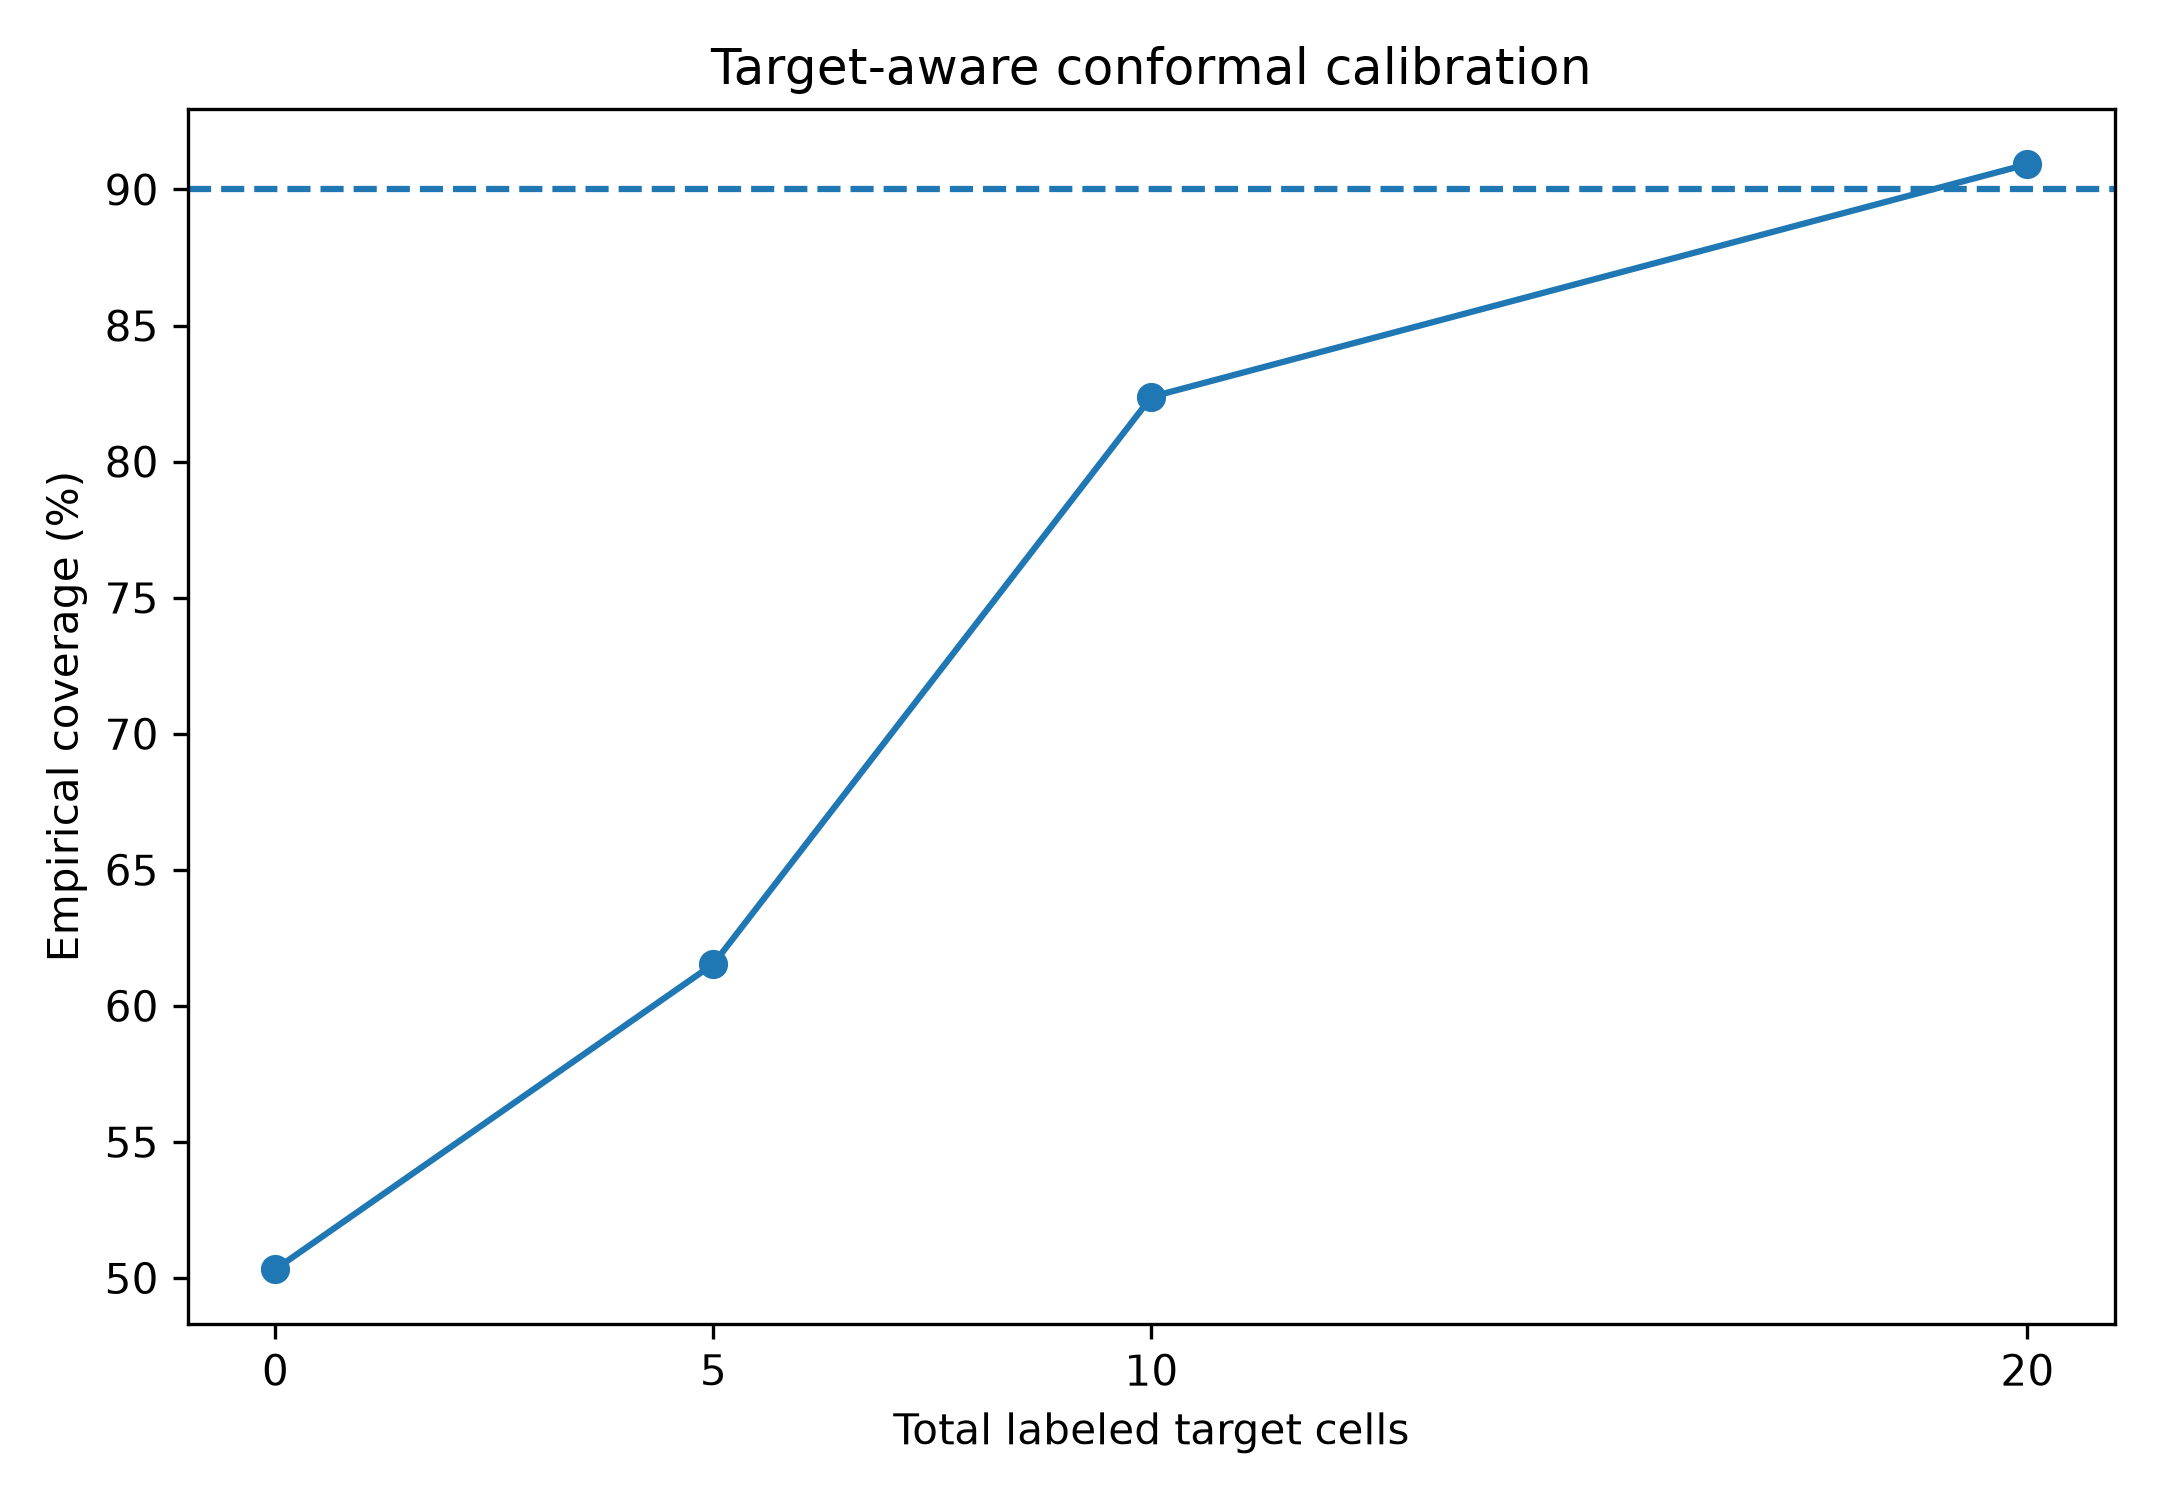 Target-aware conformal calibration
90
85
80
75
70
65
60
55
50
Empirical coverage (%)
0 5 10 20
Total labeled target cells